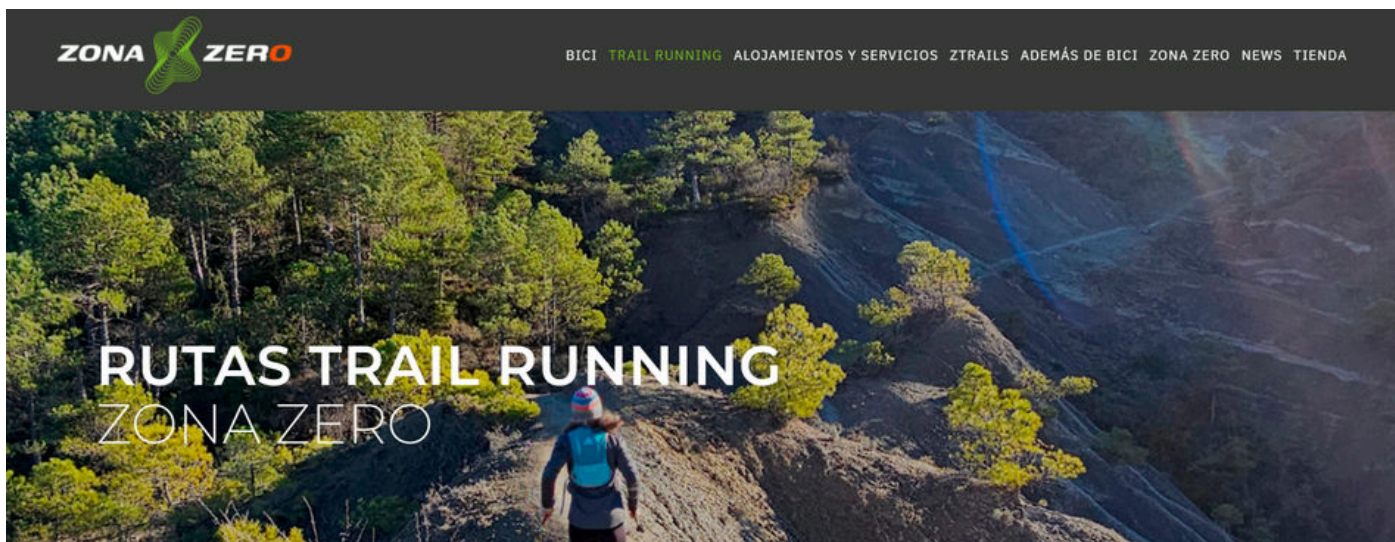 ZONA ZERO
BICI TRAIL RUNNING ALOJAMIENTOS Y SERVICIOS ZTRAILS ADEMÁS DE BICI ZONA ZERO NEWS TIENDA
RUTAS TRAIL RUNNING
ZONA ZERO